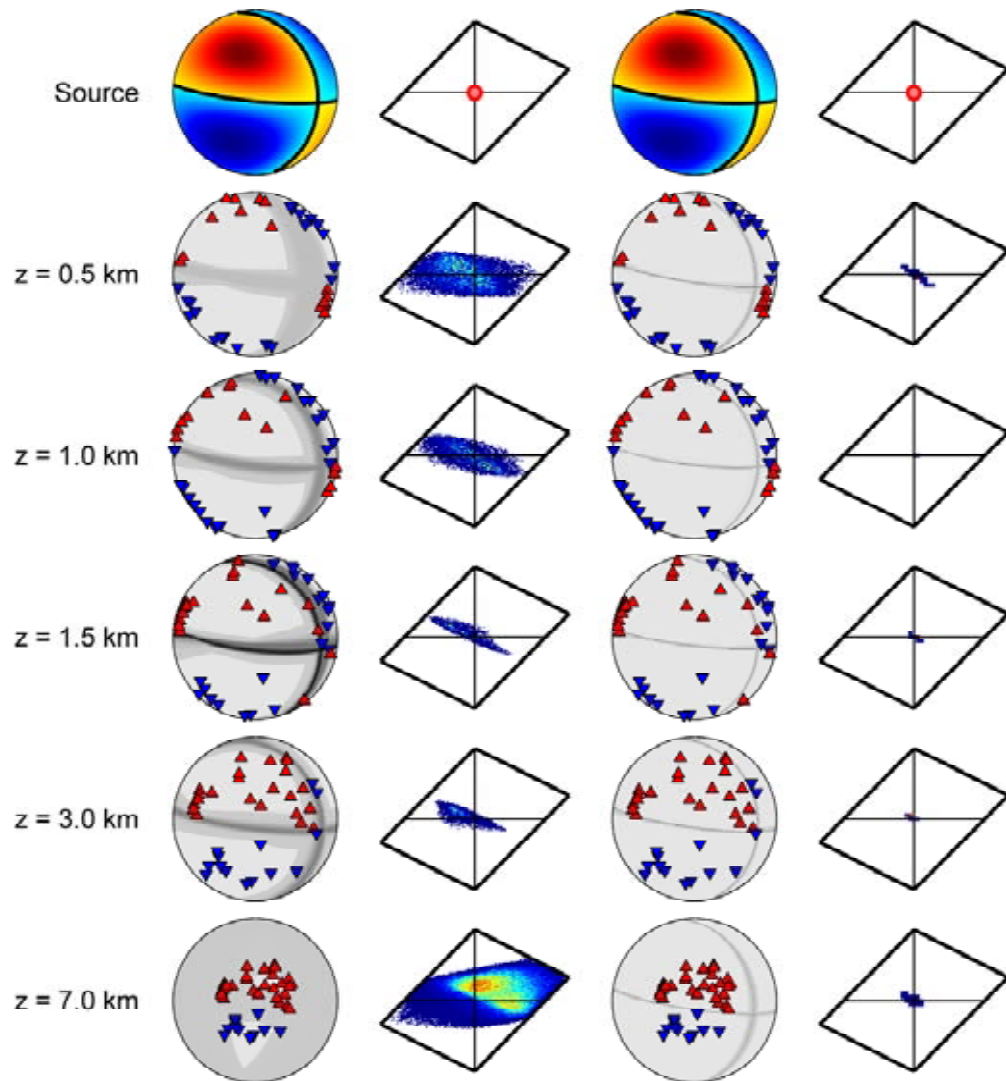 Source
z = 0.5 km
z = 1.0 km
z = 1.5 km
z = 3.0 km
z = 7.0 km